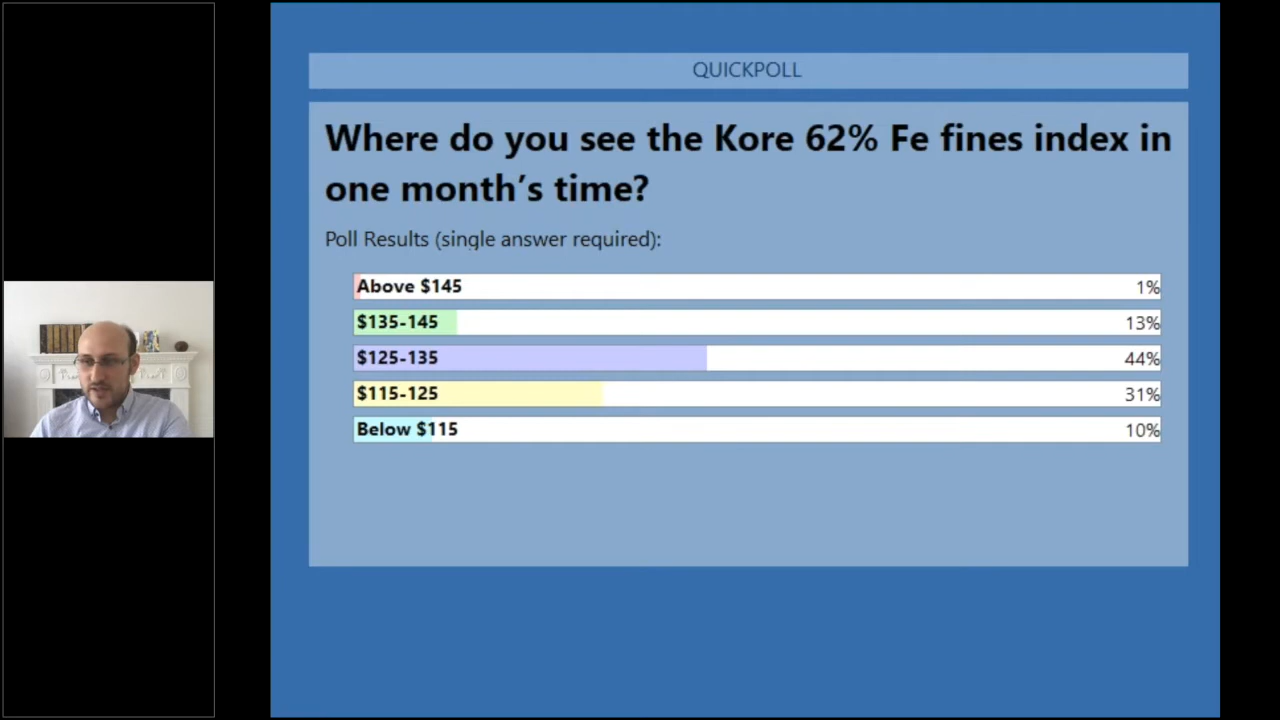 QUICKPOLL
Where do you see the Kore 62% Fe fines index in
one month's time?
Poll Results (single answer required):
Above $145 1%
$135-145 13%
$125-135 44%
$115-125 31%
Below $115 10%